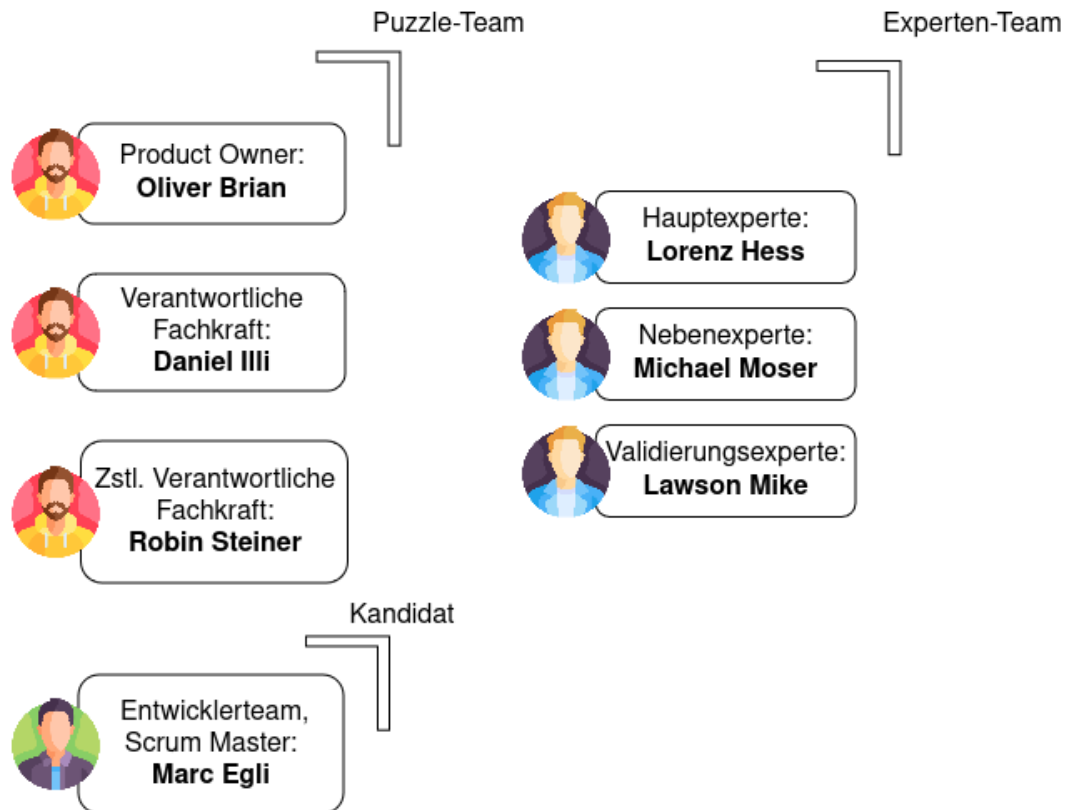 Puzzle-Team
Product Owner:
Oliver Brian
Verantwortliche
Fachkraft:
Daniel Illi
Zstl. Verantwortliche
Fachkraft:
Robin Steiner
Kandidat
Entwicklerteam,
Scrum Master:
Marc Egli
Experten-Team
Hauptexperte:
Lorenz Hess
Nebenexperte:
Michael Moser
Validierungsexperte:
Lawson Mike